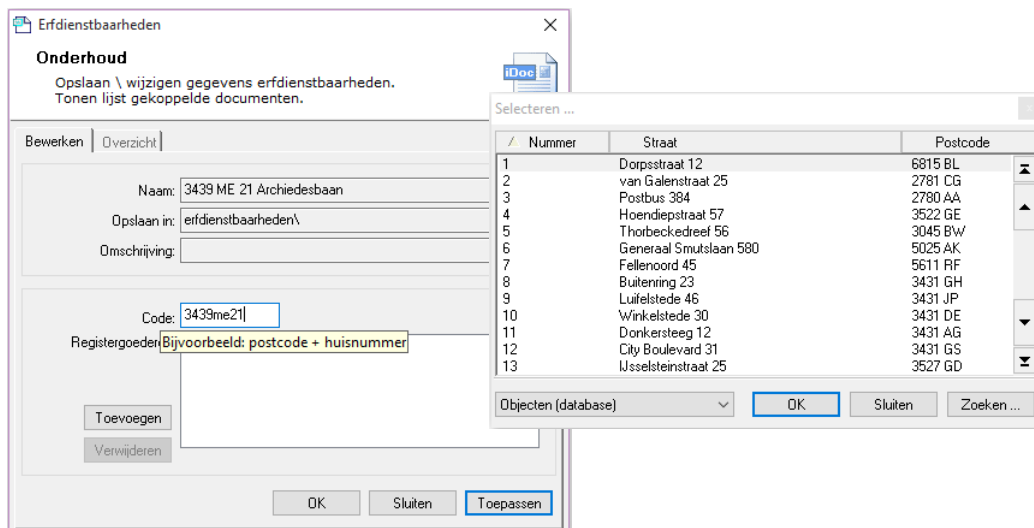 Erfdienstbaarheden
Onderhoud
Opslaan \ wijzigen gegevens erfdienstbaarheden.
Tonen lijst gekoppelde documenten.
iDoc
Bewerken Overzicht
Naam: 3439 ME 21 Archiedesbaan
Opslaan in: erfdienstbaarheden\
Omschrijving:
Code: 3439me21
Registergoedere
Bijvoorbeeld: postcode + huisnummer
Toevoegen
Verwijderen
OK Sluiten Toepassen
Selecteren ...
Nummer Straat Postcode
1 Dorpsstraat 12 6815 BL
2 van Galenstraat 25 2781 CG
3 Postbus 384 2780 AA
4 Hoendiepstraat 57 3522 GE
5 Thorbeckedreef 56 3045 BW
6 Generaal Smutslaan 580 5025 AK
7 Fellenoord 45 5611 RF
8 Buitenring 23 3431 GH
9 Luifelstede 46 3431 JP
10 Winkelstede 30 3431 DE
11 Donkersteeg 12 3431 AG
12 City Boulevard 31 3431 GS
13 IJsselsteinstraat 25 3527 GD
Objecten (database) OK Sluiten Zoeken ...